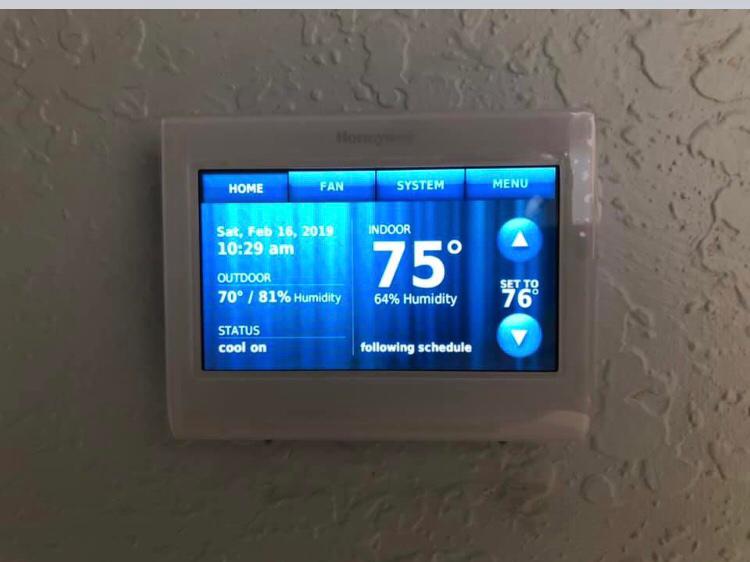 Honeywell
HOME FAN SYSTEM MENU
Sat, Feb 16, 2019
10:29 am
OUTDOOR
70° / 81% Humidity
STATUS
cool on
INDOOR
75°
64% Humidity
following schedule
SET TO
76°